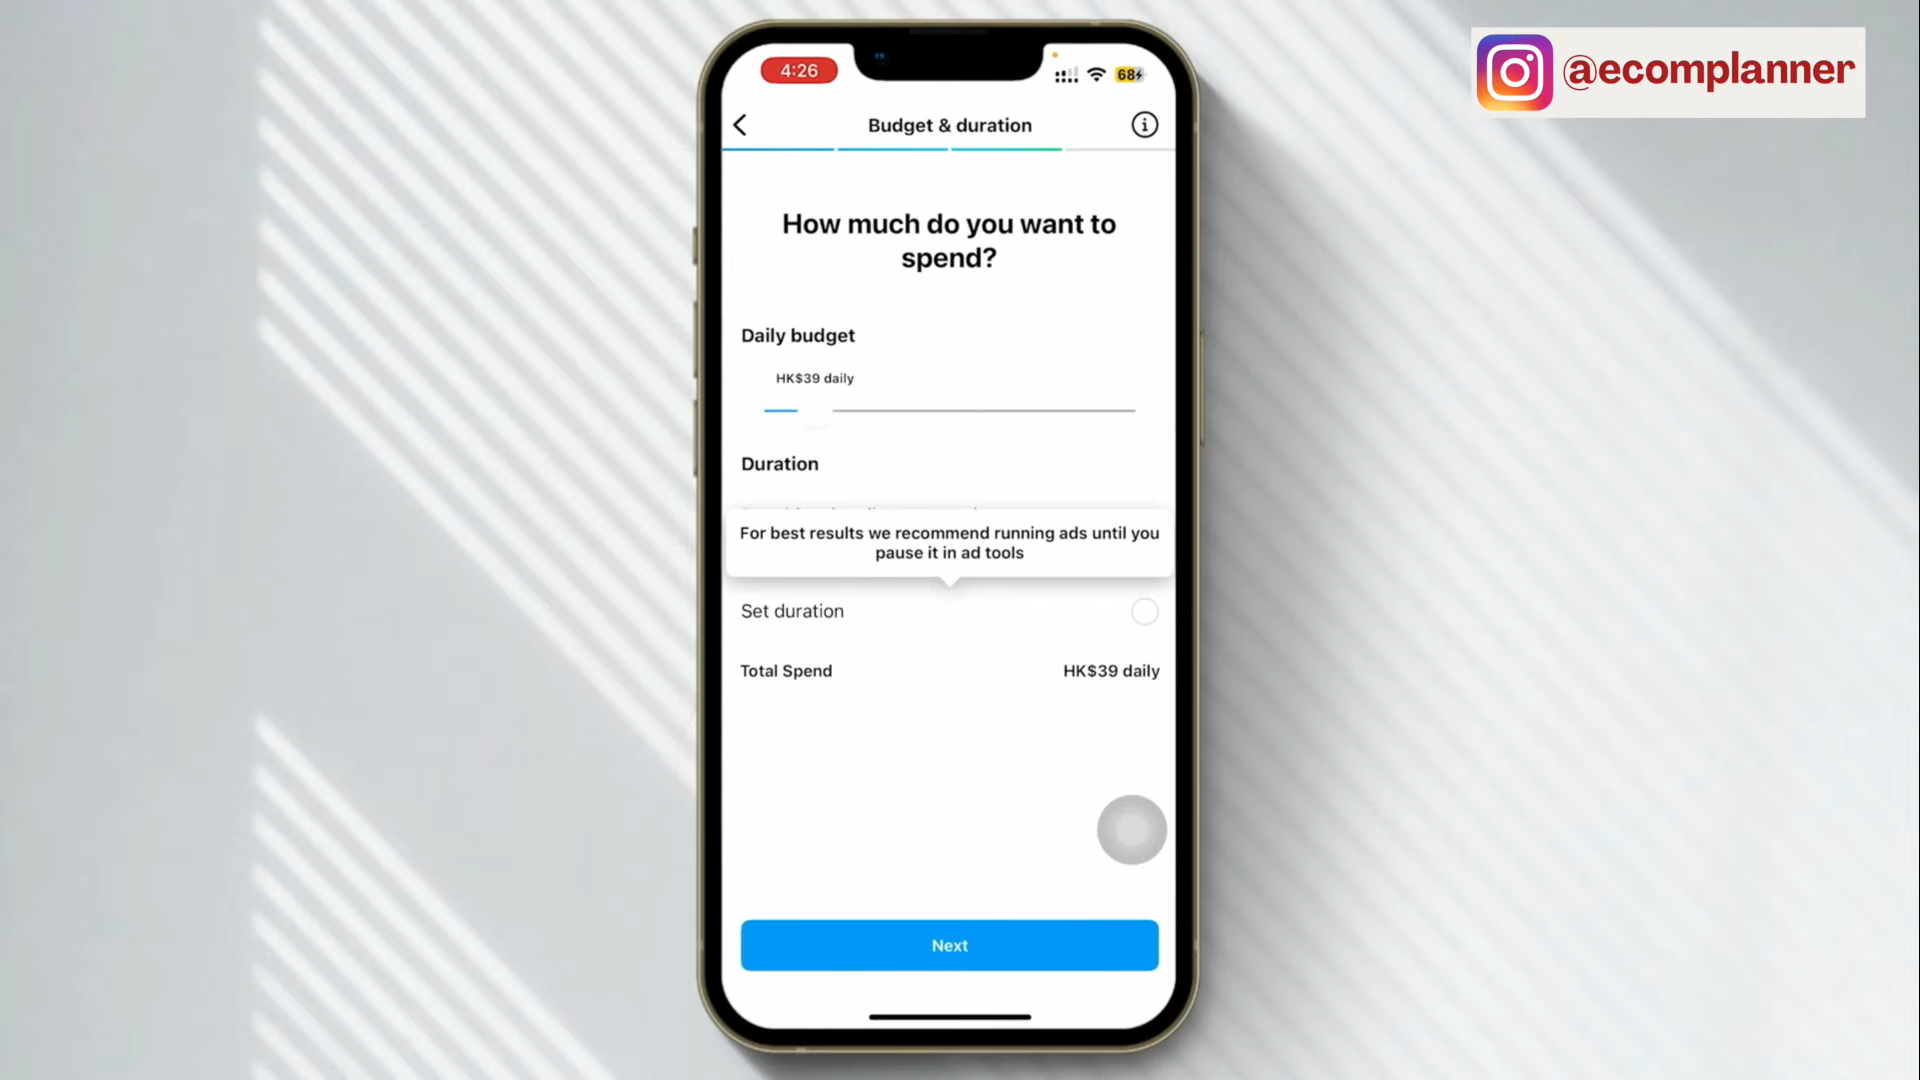 @ecomplanner
4:26
68
Budget & duration
How much do you want to
spend?
Daily budget
HK$39 daily
Duration
For best results we recommend running ads until you
pause it in ad tools
Set duration
Total Spend
HK$39 daily
Next